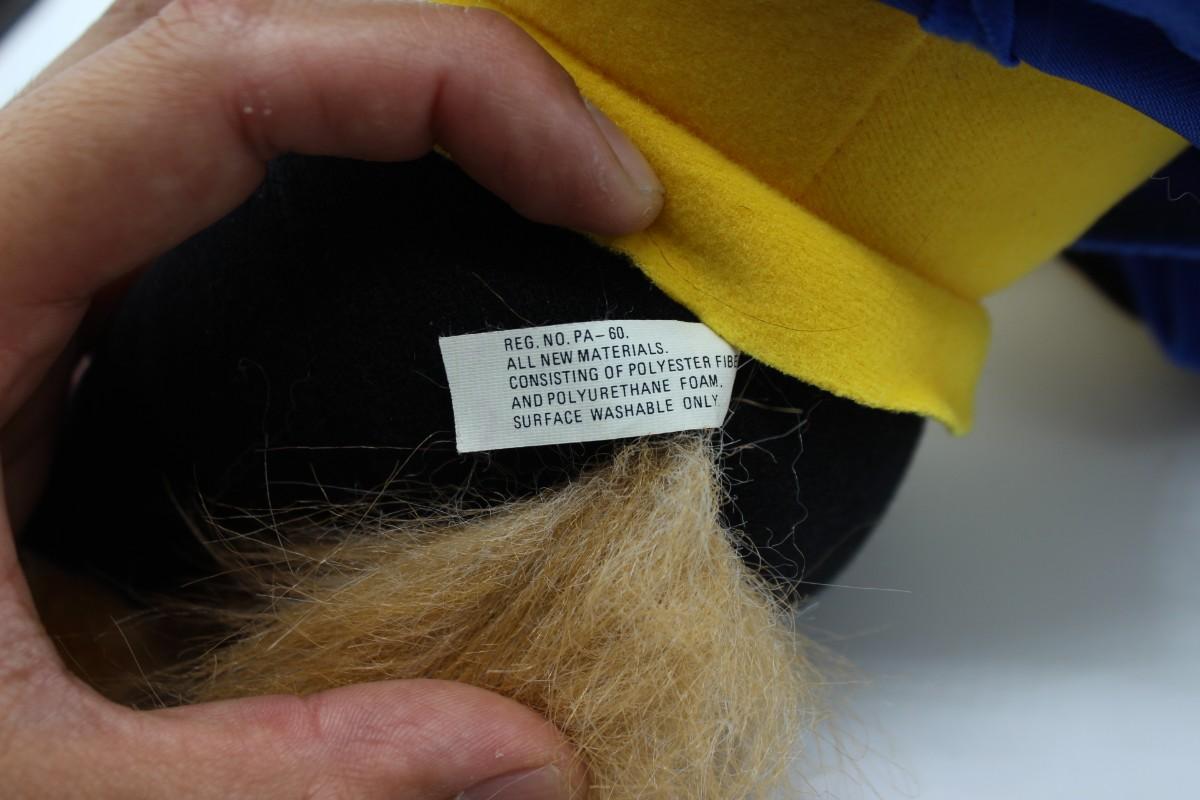 REG. NO. PA-60.
ALL NEW MATERIALS.
CONSISTING OF POLYESTER FIBE
AND POLYURETHANE FOAM.
SURFACE WASHABLE ONLY